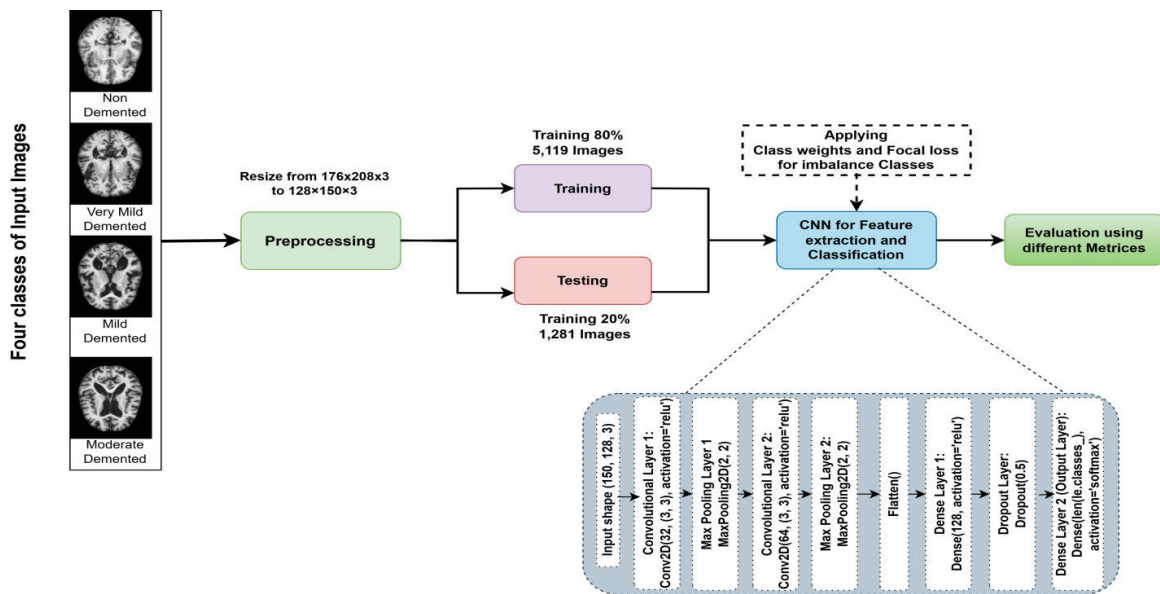 Four classes of Input Images
Non
Demented
Very Mild
Demented
Mild
Demented
Moderate
Demented
Resize from 176x208x3
to 128×150×3
Preprocessing
Training 80%
5,119 Images
Training
Testing
Training 20%
1,281 Images
Applying
Class weights and Focal loss
for imbalance Classes
CNN for Feature
extraction and
Classification
Evaluation using
different Metrices
Input shape (150, 128, 3)
Convolutional Layer 1:
Conv2D(32, (3, 3), activation='relu')
Max Pooling Layer 1
MaxPooling2D(2, 2)
Convolutional Layer 2:
Conv2D(64, (3, 3), activation='relu')
Max Pooling Layer 2:
MaxPooling2D(2, 2)
Flatten()
Dense Layer 1:
Dense(128, activation='relu')
Dropout Layer:
Dropout(0.5)
Dense Layer 2 (Output Layer):
Dense(len(le.classes_),
activation='softmax')